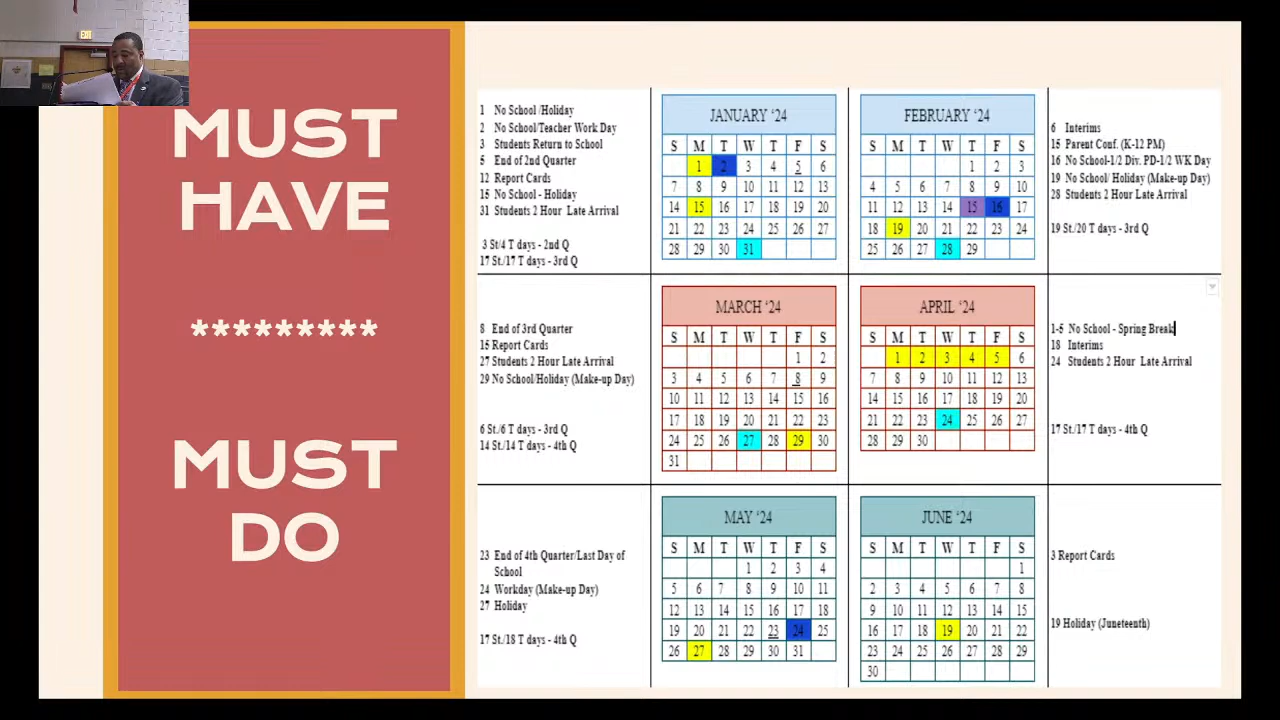 EXIT
MUST
HAVE
*********
MUST
DO
1 No School /Holiday
2 No School/Teacher Work Day
3 Students Return to School
5 End of 2nd Quarter
12 Report Cards
15 No School - Holiday
31 Students 2 Hour Late Arrival
3 St/4 T days - 2nd Q
17 St./17 T days - 3rd Q
JANUARY ‘24
S M T W T F S
1 2 3 4 5 6
7 8 9 10 11 12 13
14 15 16 17 18 19 20
21 22 23 24 25 26 27
28 29 30 31
FEBRUARY ‘24
S M T W T F S
1 2 3
4 5 6 7 8 9 10
11 12 13 14 15 16 17
18 19 20 21 22 23 24
25 26 27 28 29
6 Interims
15 Parent Conf. (K-12 PM)
16 No School-1/2 Div. PD-1/2 WK Day
19 No School/ Holiday (Make-up Day)
28 Students 2 Hour Late Arrival
19 St./20 T days - 3rd Q
8 End of 3rd Quarter
15 Report Cards
27 Students 2 Hour Late Arrival
29 No School/Holiday (Make-up Day)
6 St./6 T days - 3rd Q
14 St./14 T days - 4th Q
MARCH ‘24
S M T W T F S
1 2
3 4 5 6 7 8 9
10 11 12 13 14 15 16
17 18 19 20 21 22 23
24 25 26 27 28 29 30
31
APRIL ‘24
S M T W T F S
1 2 3 4 5 6
7 8 9 10 11 12 13
14 15 16 17 18 19 20
21 22 23 24 25 26 27
28 29 30
1-5 No School - Spring Break
18 Interims
24 Students 2 Hour Late Arrival
17 St./17 T days - 4th Q
23 End of 4th Quarter/Last Day of
School
24 Workday (Make-up Day)
27 Holiday
17 St./18 T days - 4th Q
MAY ‘24
S M T W T F S
1 2 3 4
5 6 7 8 9 10 11
12 13 14 15 16 17 18
19 20 21 22 23 24 25
26 27 28 29 30 31
JUNE ‘24
S M T W T F S
1
2 3 4 5 6 7 8
9 10 11 12 13 14 15
16 17 18 19 20 21 22
23 24 25 26 27 28 29
30
3 Report Cards
19 Holiday (Juneteenth)